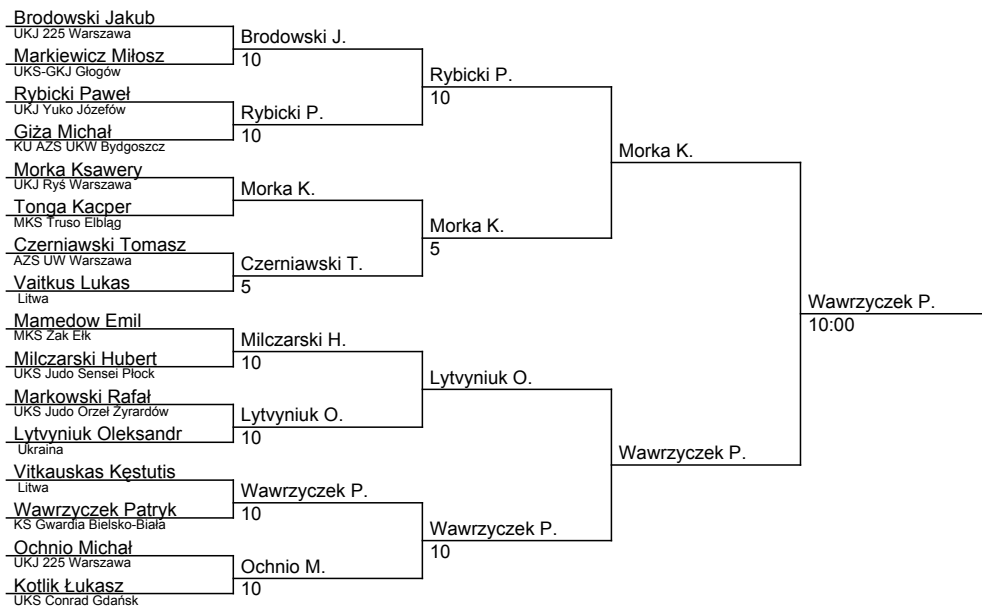 Brodowski Jakub
UKJ 225 Warszawa
Markiewicz Miłosz
UKS-GKJ Głogów
Rybicki Paweł
UKJ Yuko Józefów
Giża Michał
KU AZS UKW Bydgoszcz
Morka Ksawery
UKJ Ryś Warszawa
Tonga Kacper
MKS Truso Elbląg
Czerniawski Tomasz
AZS UW Warszawa
Vaitkus Lukas
Litwa
Mamedow Emil
MKS Żak Ełk
Milczarski Hubert
UKS Judo Sensei Płock
Markowski Rafał
UKS Judo Orzeł Żyrardów
Lytvyniuk Oleksandr
Ukraina
Vitkauskas Kęstutis
Litwa
Wawrzyczek Patryk
KS Gwardia Bielsko-Biała
Ochnio Michał
UKJ 225 Warszawa
Kotlik Łukasz
UKS Conrad Gdańsk
Brodowski J.
10
Rybicki P.
10
Morka K.
Czerniawski T.
5
Milczarski H.
10
Lytvyniuk O.
10
Wawrzyczek P.
10
Ochnio M.
10
Rybicki P.
10
Morka K.
5
Lytvyniuk O.
Wawrzyczek P.
10
Morka K.
Wawrzyczek P.
Wawrzyczek P.
10:00